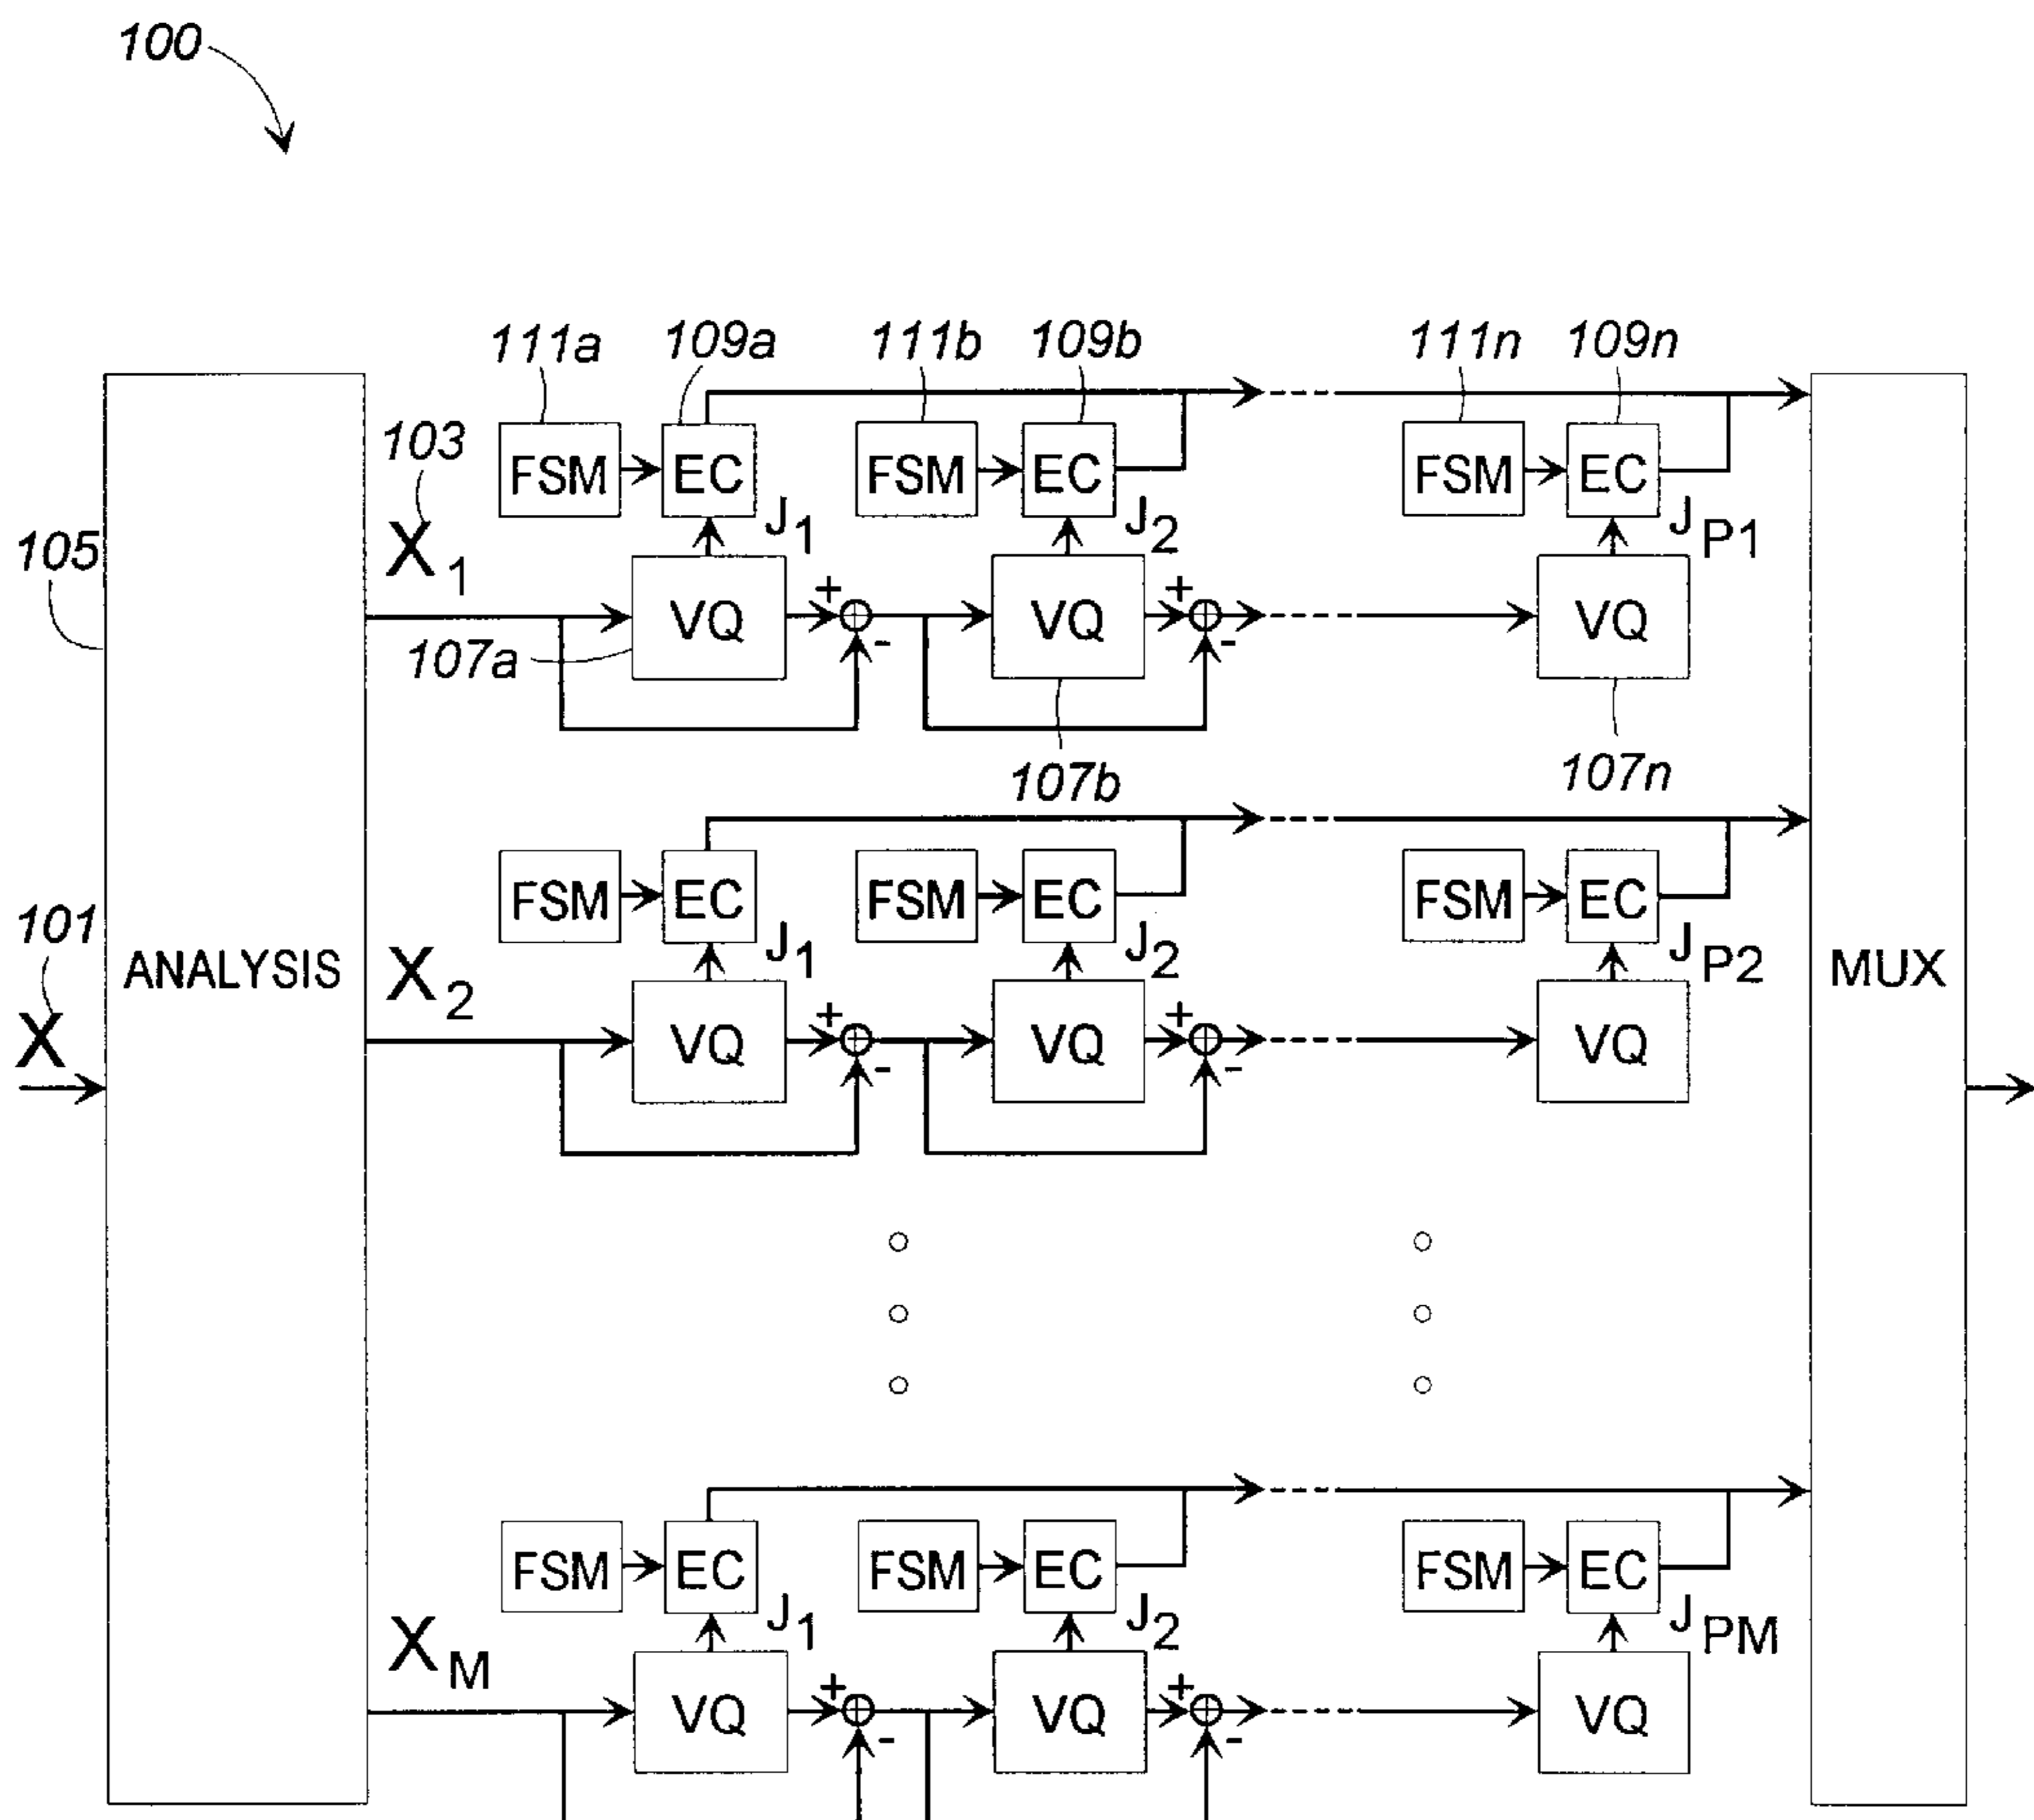 100
111a 109a 111b 109b 111n 109n
103
FSM EC FSM EC FSM EC
X1 J1 J2 JP1
105
+ +
VQ VQ VQ
- -
107a
107b 107n
FSM EC FSM EC FSM EC
101
ANALYSIS X2 J1 J2 JP2 MUX
X
+ +
VQ VQ VQ
- -
FSM EC FSM EC FSM EC
XM J1 J2 JPM
+ +
VQ VQ VQ
- -